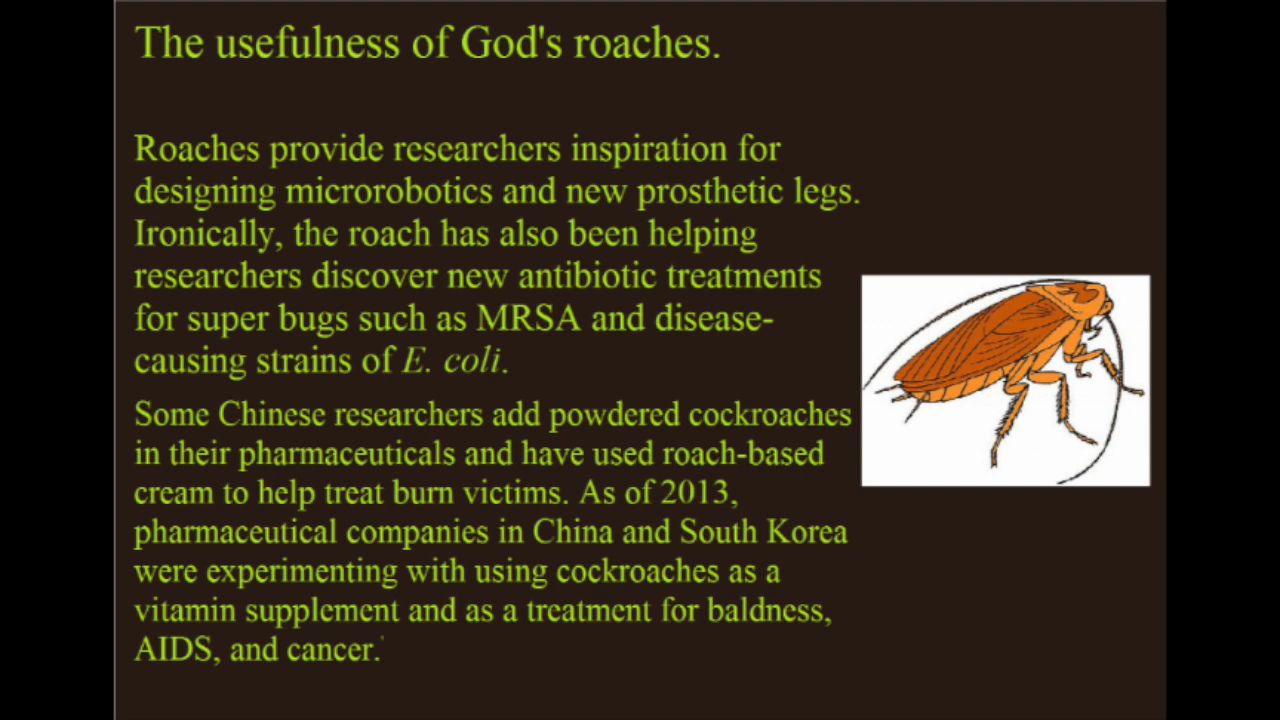 The usefulness of God's roaches.
Roaches provide researchers inspiration for
designing microrobotics and new prosthetic legs.
Ironically, the roach has also been helping
researchers discover new antibiotic treatments
for super bugs such as MRSA and disease-
causing strains of E. coli.
Some Chinese researchers add powdered cockroaches
in their pharmaceuticals and have used roach-based
cream to help treat burn victims. As of 2013,
pharmaceutical companies in China and South Korea
were experimenting with using cockroaches as a
vitamin supplement and as a treatment for baldness,
AIDS, and cancer.'